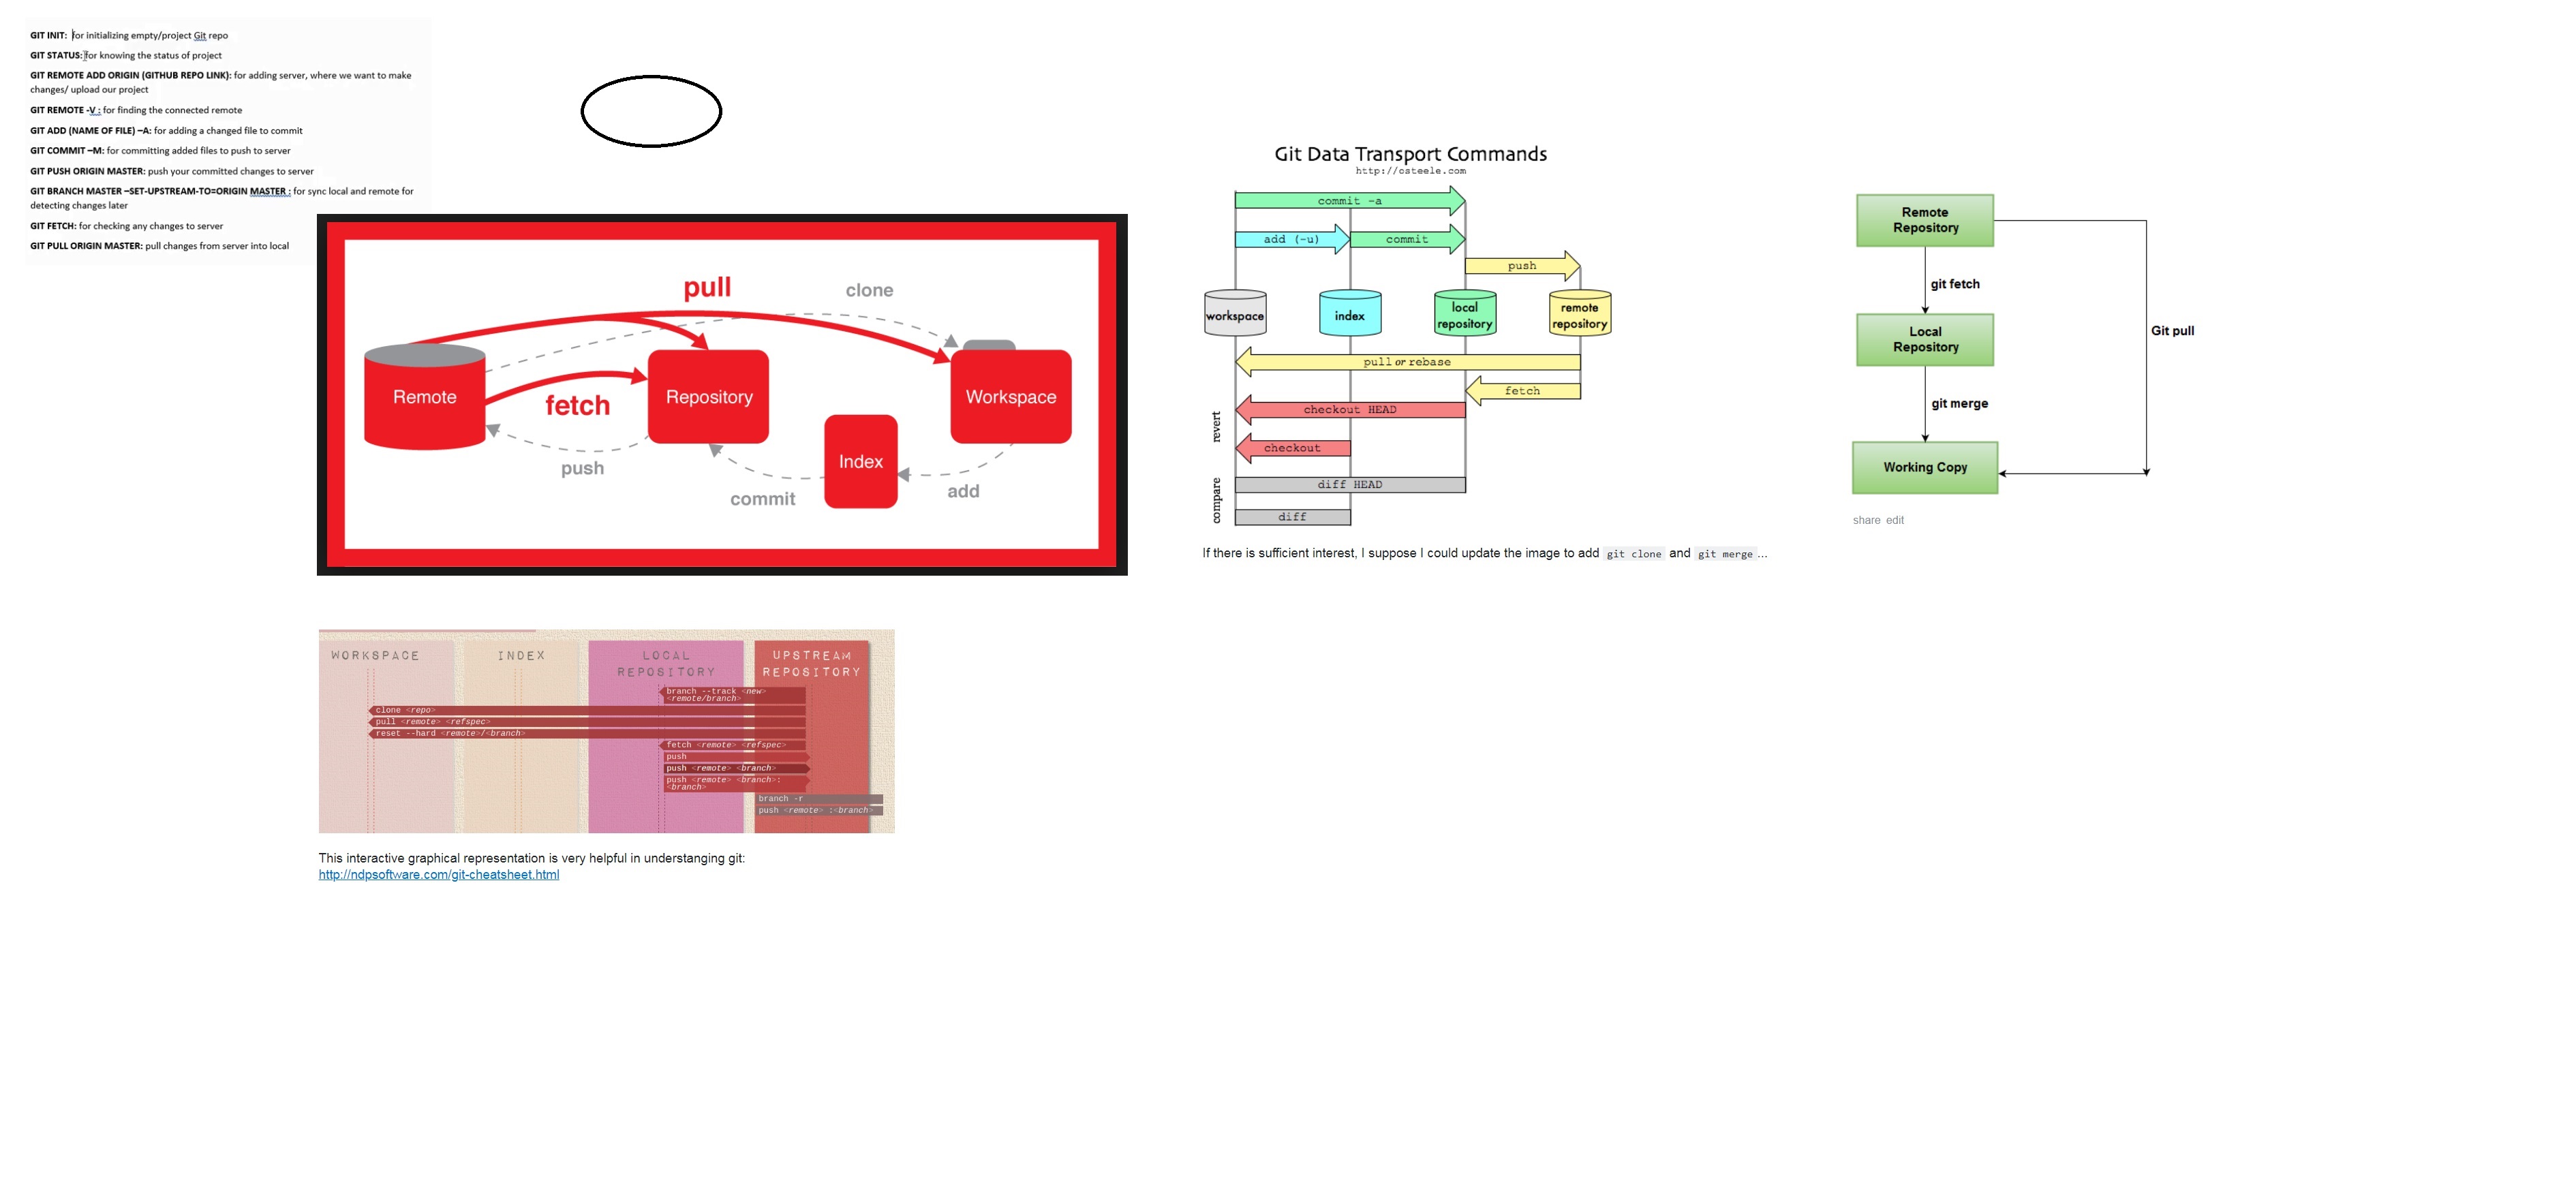 GIT INIT: for initializing empty/project Git repo
GIT STATUS: for knowing the status of project
GIT REMOTE ADD ORIGIN (GITHUB REPO LINK): for adding server, where we want to make
changes/ upload our project
GIT REMOTE -V : for finding the connected remote
GIT ADD (NAME OF FILE) –A: for adding a changed file to commit
GIT COMMIT –M: for committing added files to push to server
GIT PUSH ORIGIN MASTER: push your committed changes to server
GIT BRANCH MASTER –SET-UPSTREAM-TO=ORIGIN MASTER : for sync local and remote for
detecting changes later
GIT FETCH: for checking any changes to server
GIT PULL ORIGIN MASTER: pull changes from server into local
pull
clone
Remote
fetch
Repository
Workspace
push
Index
commit
add
Git Data Transport Commands
http://osteele.com
commit -a
add (-u)
commit
push
workspace
index
local
repository
remote
repository
pull or rebase
fetch
revert
checkout HEAD
checkout
compare
diff HEAD
diff
If there is sufficient interest, I suppose I could update the image to add git clone and git merge ...
Remote
Repository
git fetch
Local
Repository
Git pull
git merge
Working Copy
share edit
WORKSPACE
INDEX
LOCAL
REPOSITORY
UPSTREAM
REPOSITORY
branch --track <new>
<remote/branch>
clone <repo>
pull <remote> <refspec>
reset --hard <remote>/<branch>
fetch <remote> <refspec>
push
push <remote> <branch>
push <remote> <branch>:
<branch>
branch -r
push <remote> :<branch>
This interactive graphical representation is very helpful in understanging git:
http://ndpsoftware.com/git-cheatsheet.html